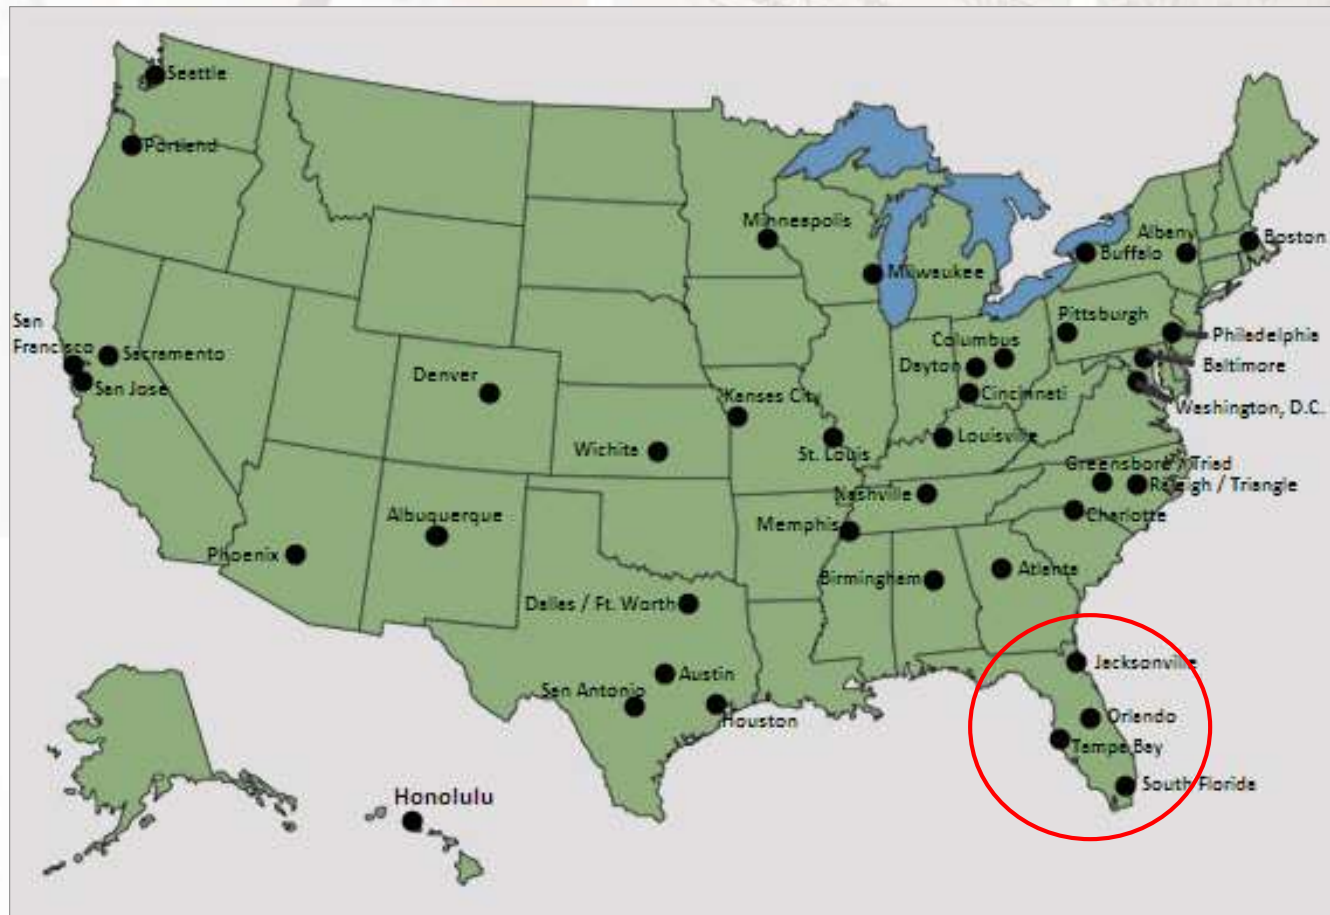 Seattle
Portlend
Minneapolis
Albany
Boston
Buffalo
Milwaukee
San
Francisco
Sacramento
San Jose
Pittsburgh
Philadelphia
Columbus
Dayton
Baltimore
Denver
Kansas City
Cincinnati
Washington, D.C.
Wichita
St. Louis
Louisville
Greensboro / Triad
Raleigh / Triangle
Nashville
Charlotte
Albuquerque
Memphis
Phoenix
Birmingham
Atlanta
Dallas / Ft. Worth
Jacksonville
Austin
San Antonio
Houston
Orlando
Tampa Bay
South Florida
Honolulu